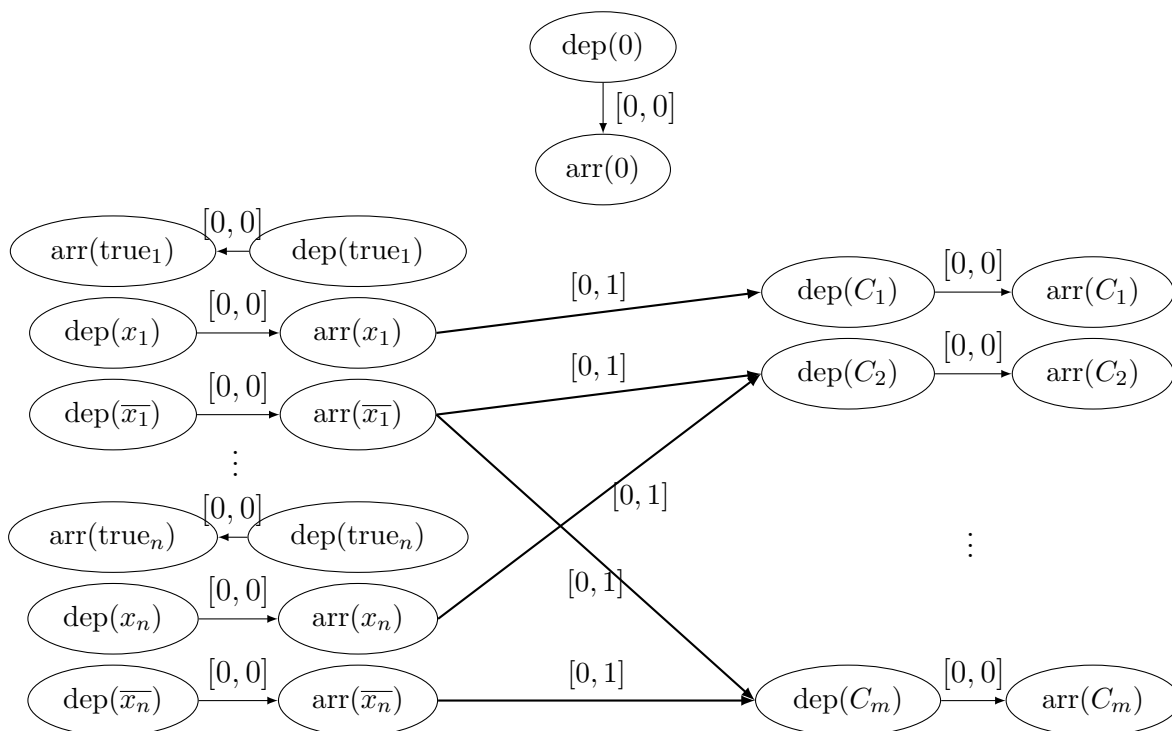 dep(0)
[0, 0]
arr(0)
[0, 0]
arr(true₁) dep(true₁)
[0, 0] [0, 1] dep(C₁) [0, 0] arr(C₁)
dep(x₁) arr(x₁)
[0, 0] [0, 1] dep(C₂) [0, 0] arr(C₂)
dep(x̅₁) arr(x̅₁)
⋮
[0, 0] [0, 1]
arr(trueₙ) dep(trueₙ) ⋮
[0, 0] [0, 1]
dep(xₙ) arr(xₙ)
[0, 0] [0, 1] [0, 0]
dep(x̅ₙ) arr(x̅ₙ) dep(Cₘ) arr(Cₘ)